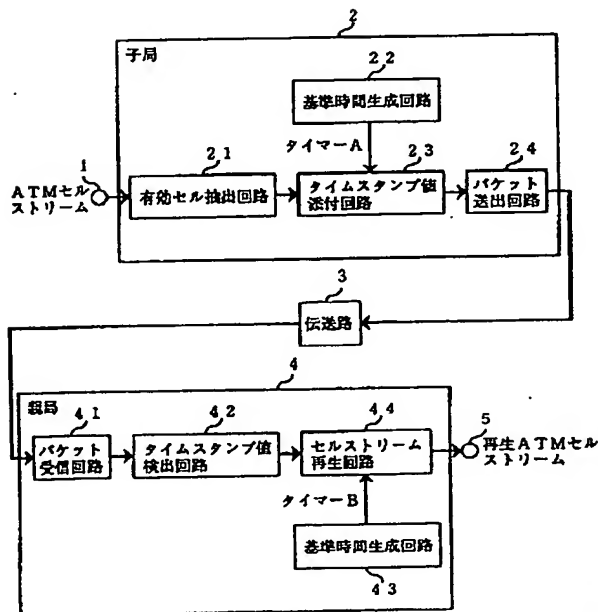 2
子局
22
基準時間生成回路
タイマーA
1
ATMセル
ストリーム
21
有効セル抽出回路
23
タイムスタンプ値
添付回路
24
パケット
送出回路
3
伝送路
4
親局
41
パケット
受信回路
42
タイムスタンプ値
検出回路
44
セルストリーム
再生回路
5
再生ATMセル
ストリーム
タイマーB
基準時間生成回路
43